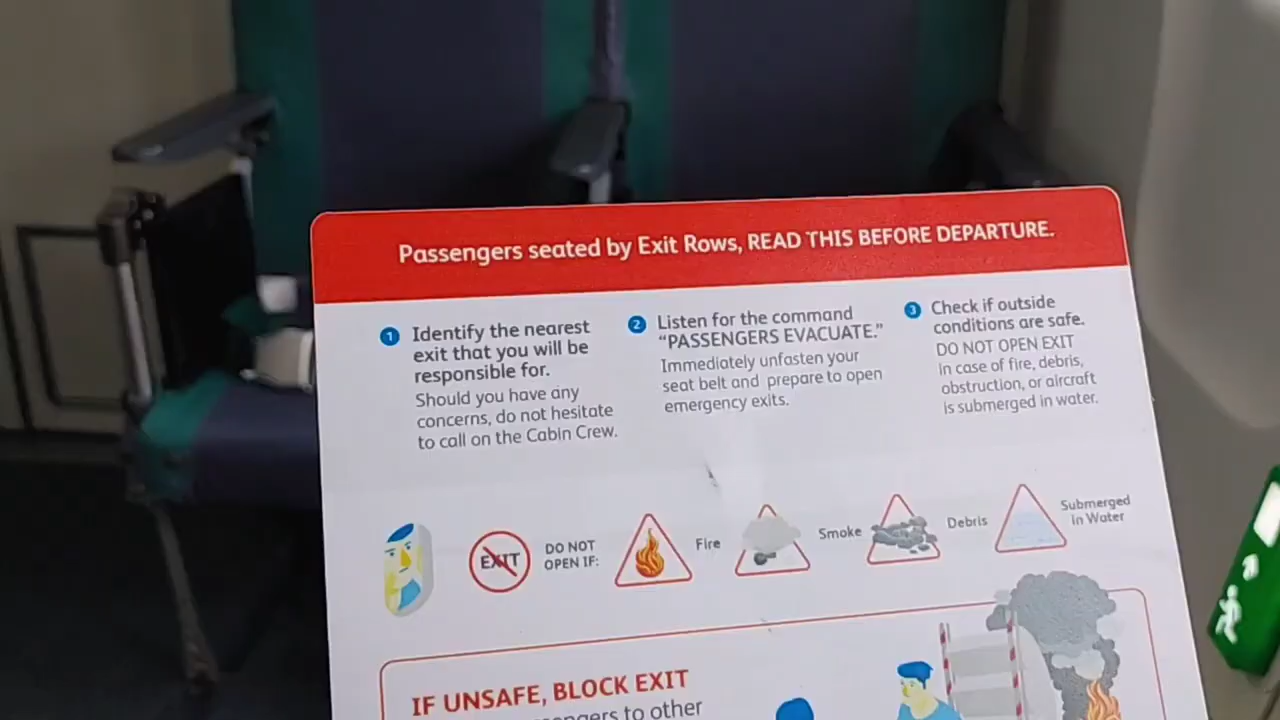 Passengers seated by Exit Rows, READ THIS BEFORE DEPARTURE.
1 Identify the nearest
exit that you will be
responsible for.
Should you have any
concerns, do not hesitate
to call on the Cabin Crew.
2 Listen for the command
“PASSENGERS EVACUATE.”
Immediately unfasten your
seat belt and prepare to open
emergency exits.
3 Check if outside
conditions are safe.
DO NOT OPEN EXIT
In case of fire, debris,
obstruction, or aircraft
is submerged in water.
EXIT
DO NOT
OPEN IF:
Fire
Smoke
Debris
Submerged
in Water
IF UNSAFE, BLOCK EXIT
to other